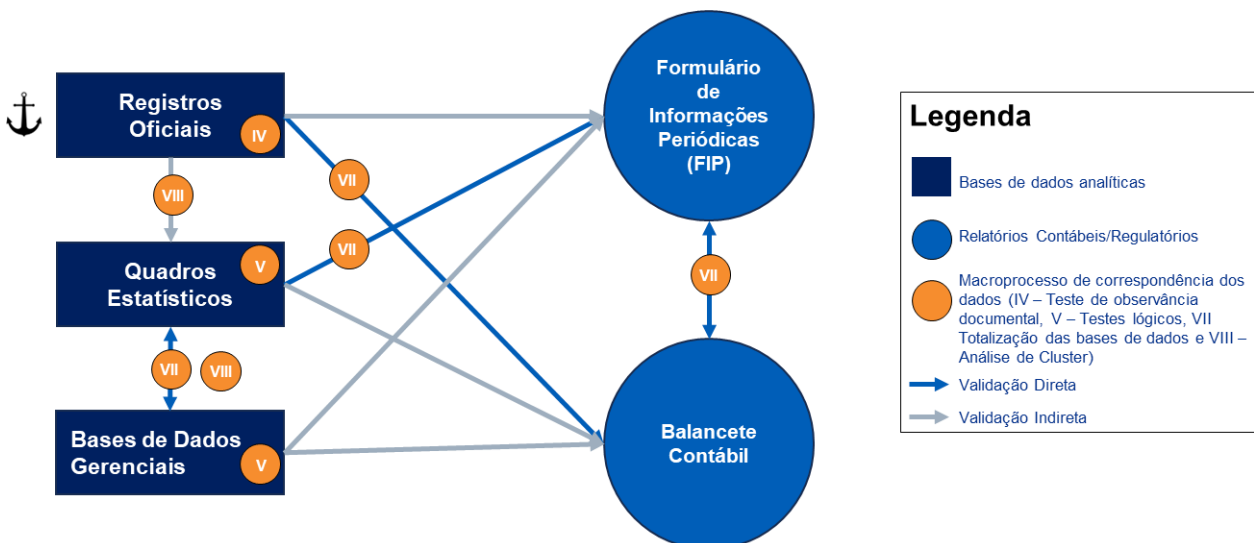 Registros
Oficiais
IV
VIII
Quadros
Estatísticos
V
VII
VIII
Bases de Dados
Gerenciais
V
VII
VII
Formulário
de
Informações
Periódicas
(FIP)
VII
Balancete
Contábil
Legenda
Bases de dados analíticas
Relatórios Contábeis/Regulatórios
Macroprocesso de correspondência dos
dados (IV – Teste de observância
documental, V – Testes lógicos, VII
Totalização das bases de dados e VIII –
Análise de Cluster)
Validação Direta
Validação Indireta